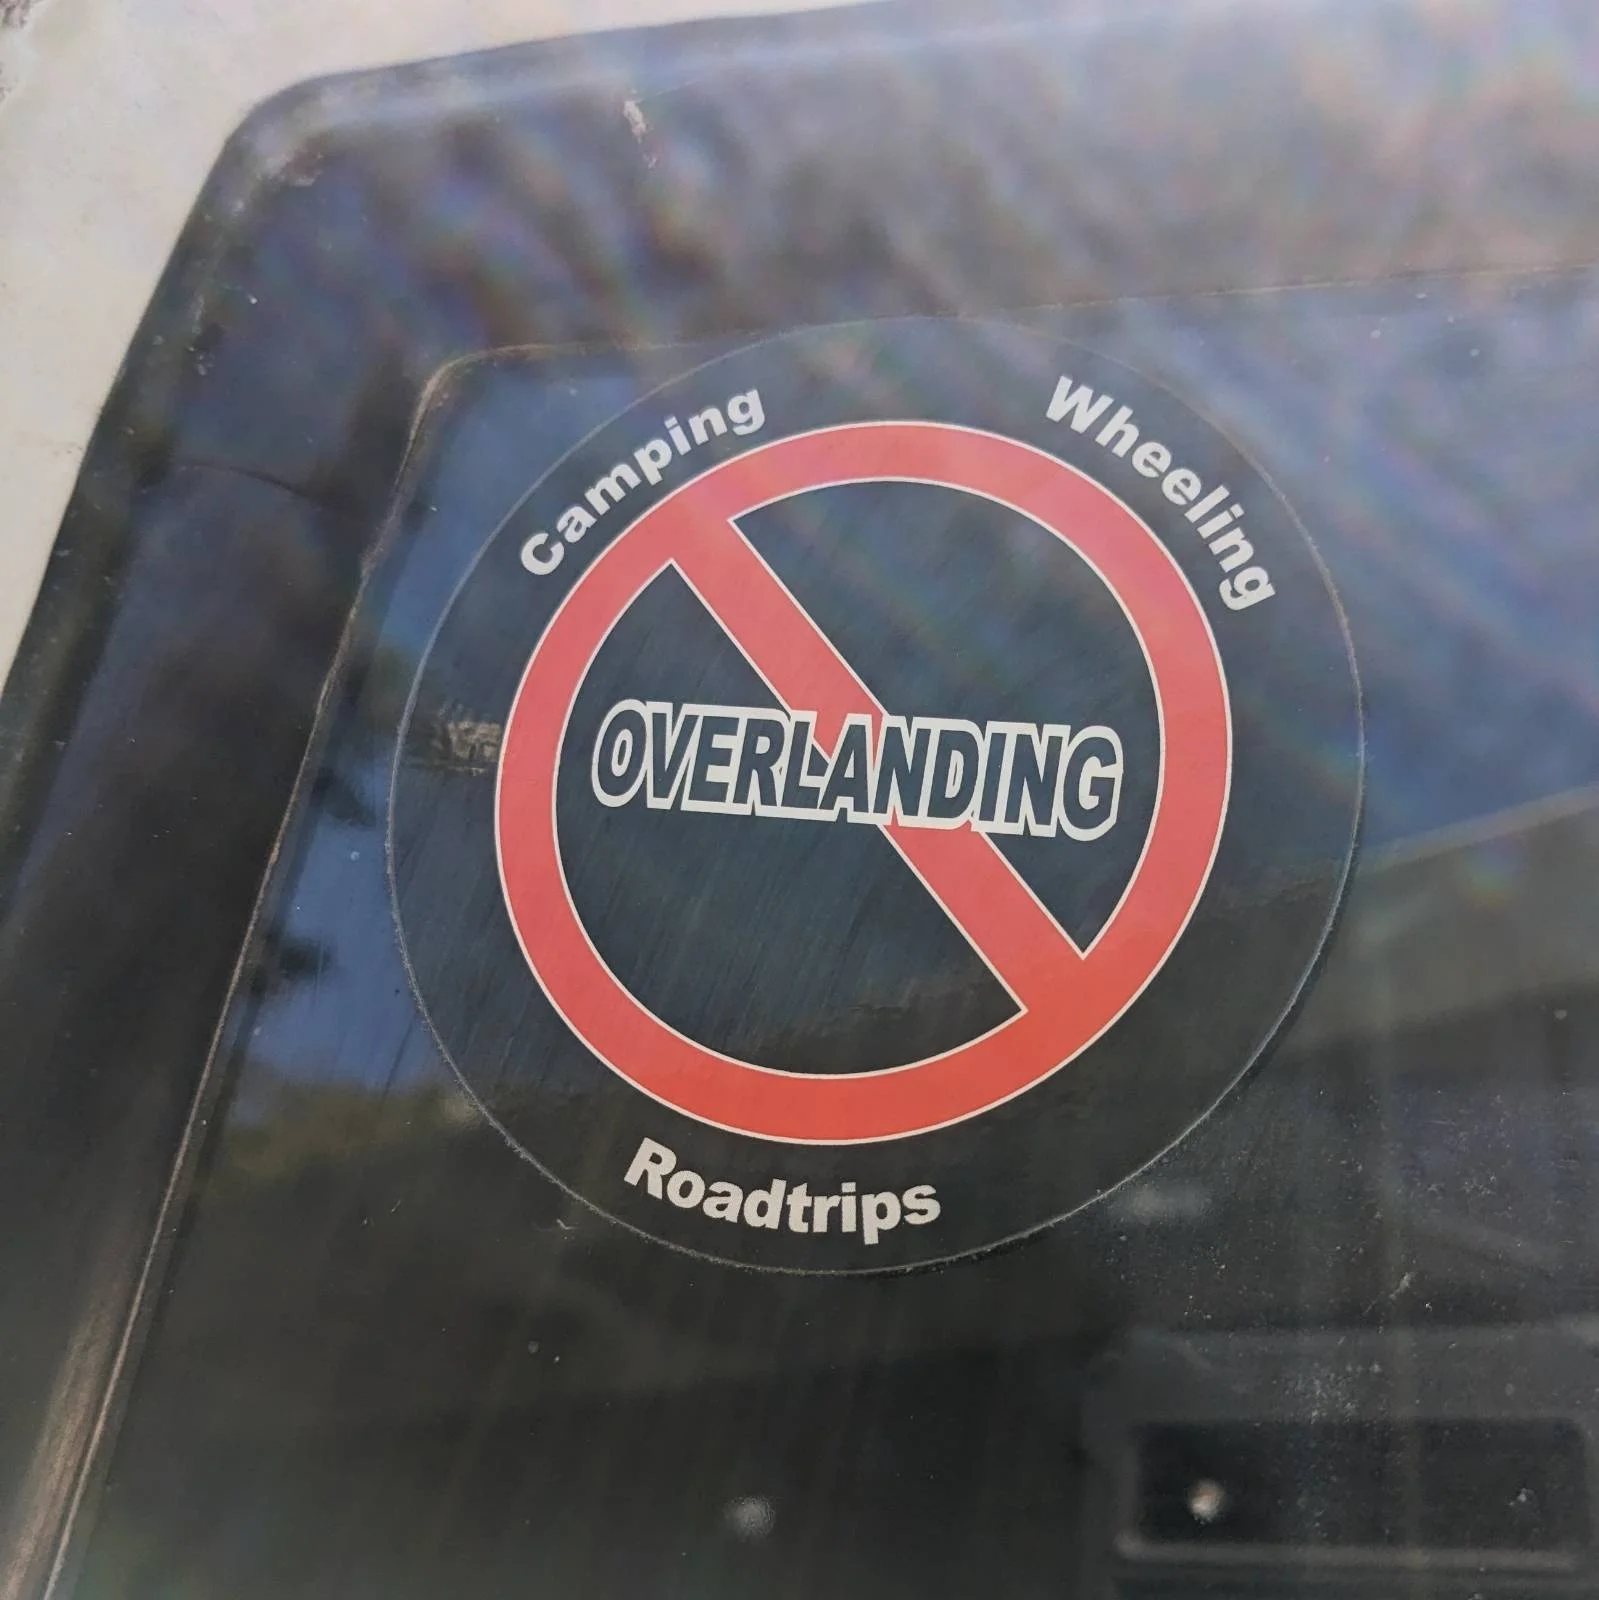 Camping
Wheeling
OVERLANDING
Roadtrips